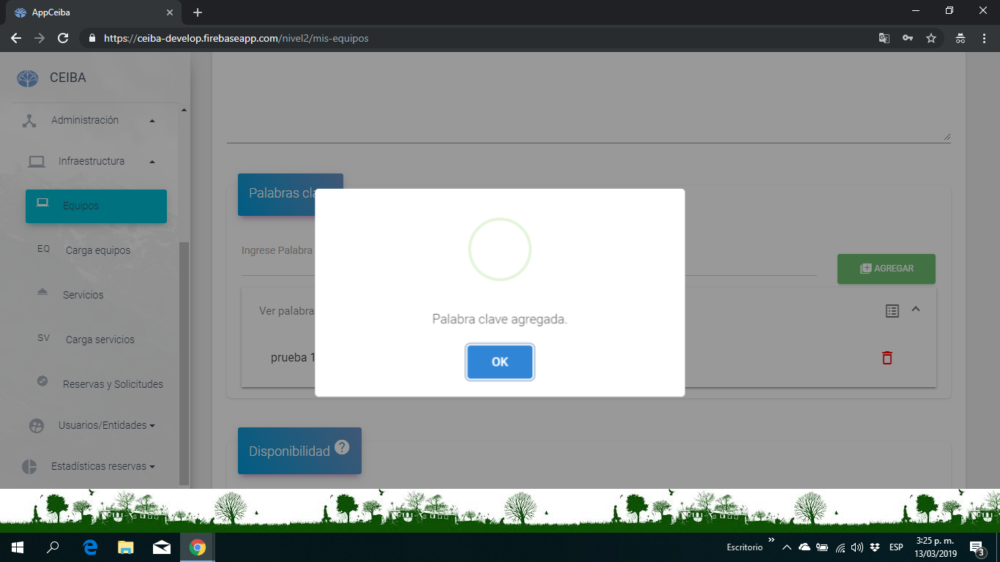 AppCeiba
https://ceiba-develop.firebaseapp.com/nivel2/mis-equipos
CEIBA
Administración
Infraestructura
Equipos
EQ Carga equipos
Servicios
SV Carga servicios
Reservas y Solicitudes
Usuarios/Entidades
Estadísticas reservas
Palabras cla
Ingrese Palabra
AGREGAR
Ver palabra
prueba 1
Palabra clave agregada.
OK
Disponibilidad ?
Escritorio
ESP
3:25 p. m.
13/03/2019
3